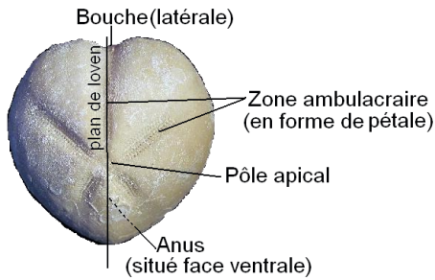 Bouche(latérale)
plan de loven
Zone ambulacraire
(en forme de pétale)
Pôle apical
Anus
(situé face ventrale)